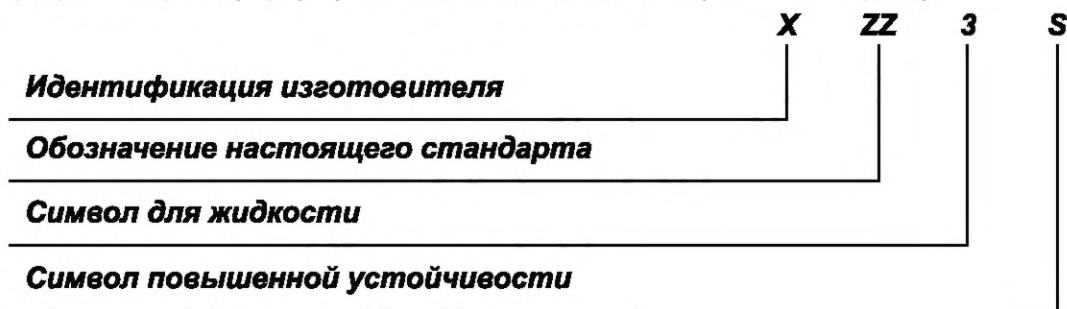 X ZZ 3 S
Идентификация изготовителя
Обозначение настоящего стандарта
Символ для жидкости
Символ повышенной устойчивости